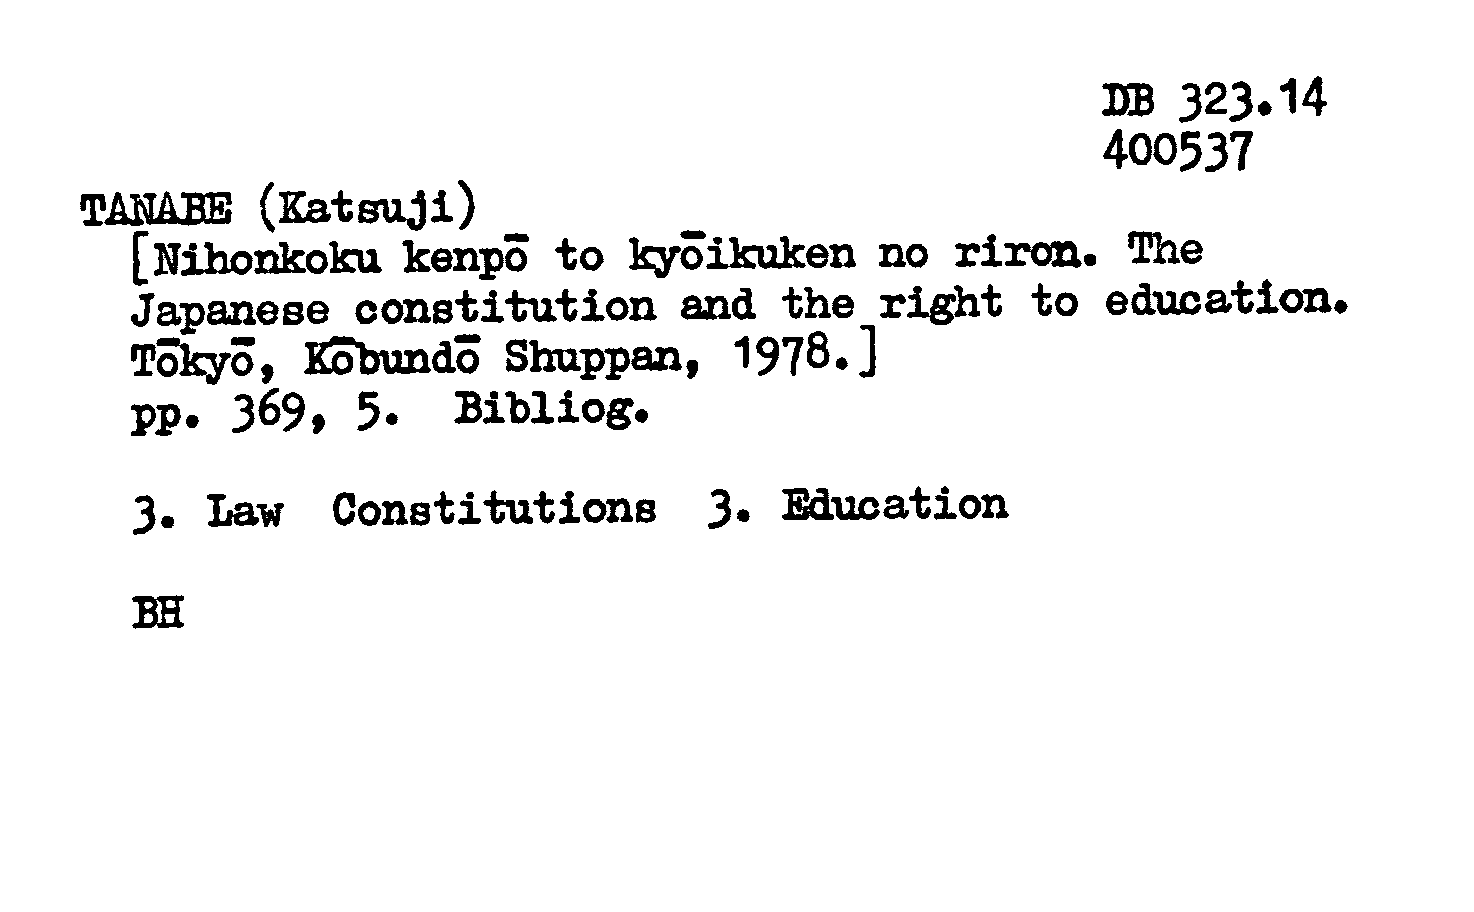 DB 323.14
400537
TANABE (Katsuji)
[Nihonkoku kenpō to kyōikuken no riron. The
Japanese constitution and the right to education.
Tōkyō, Kōbundō Shuppan, 1978.]
pp. 369, 5. Bibliog.
3. Law Constitutions 3. Education
BH